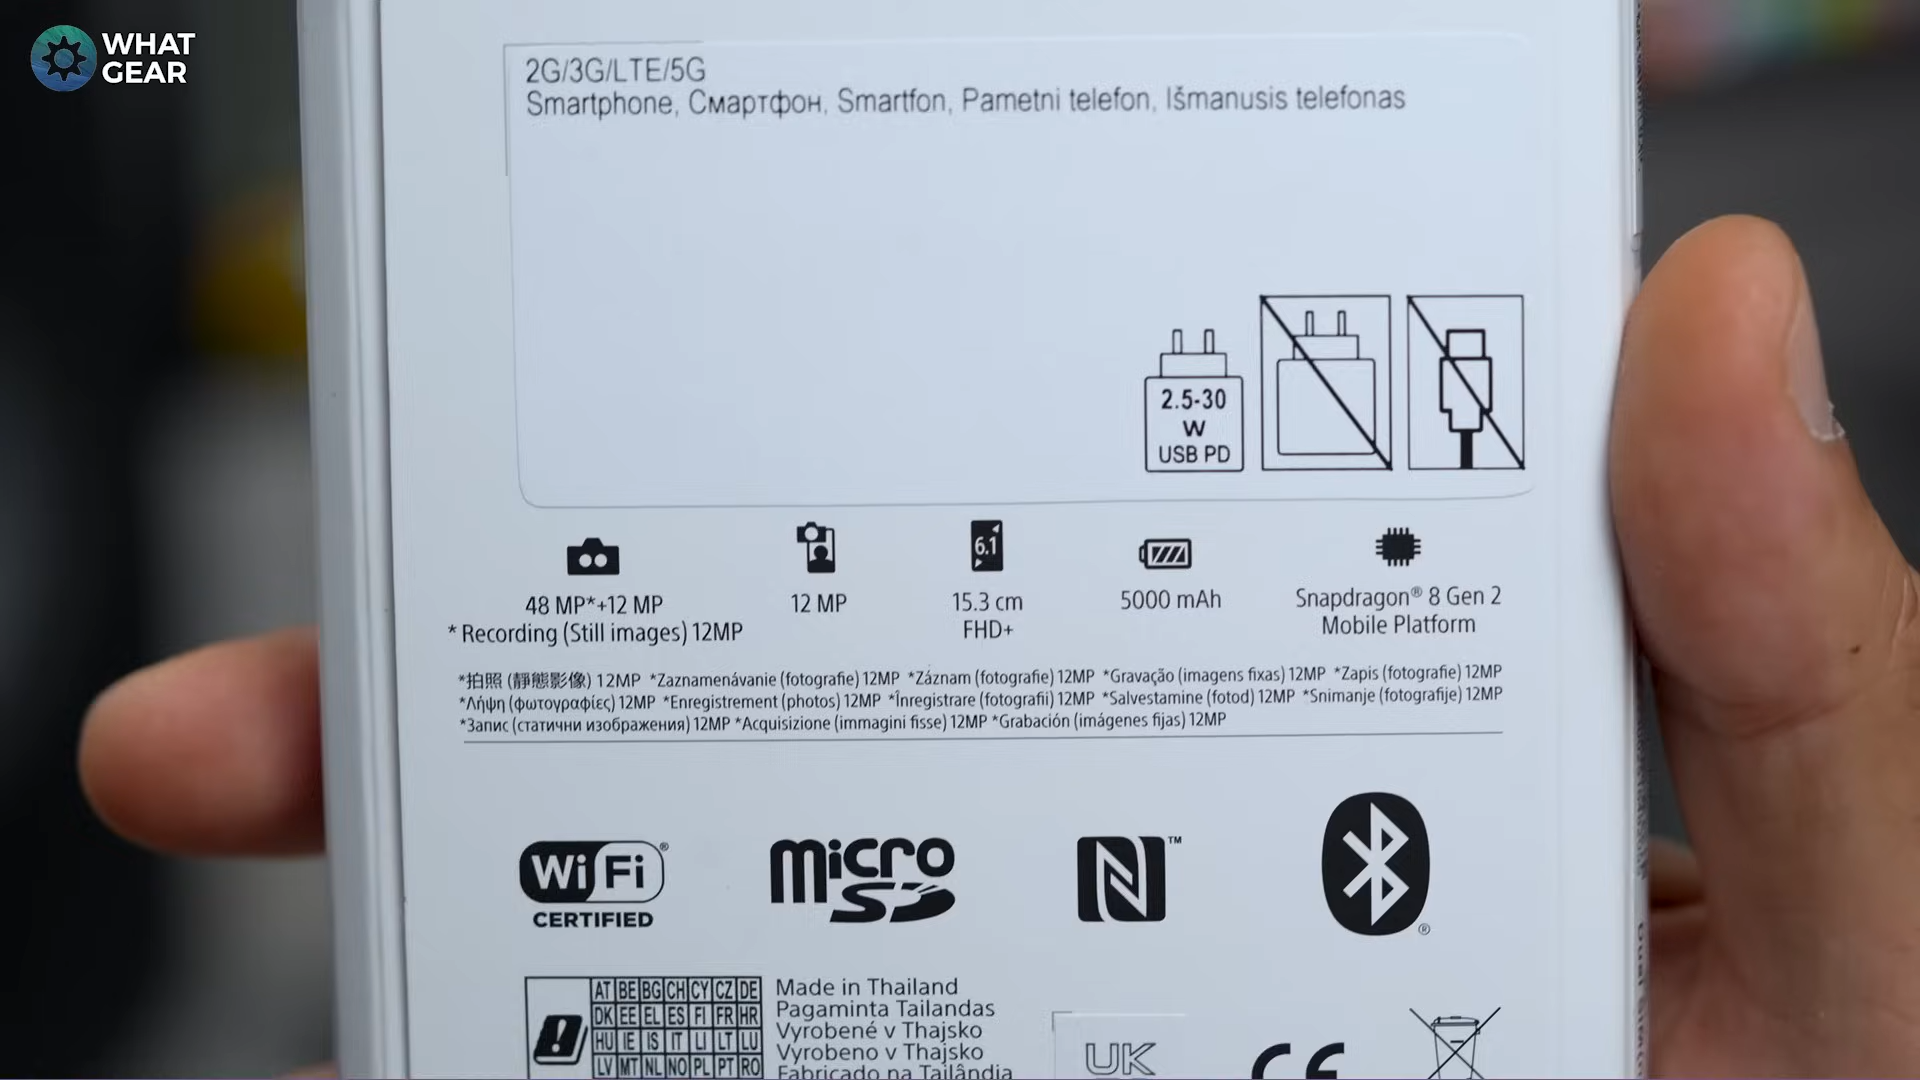 WHAT
GEAR
2G/3G/LTE/5G
Smartphone, Смартфон, Smartfon, Pametni telefon, Išmanusis telefonas
2.5-30
W
USB PD
6.1
48 MP*+12 MP
* Recording (Still images) 12MP
12 MP
15.3 cm
FHD+
5000 mAh
Snapdragon® 8 Gen 2
Mobile Platform
*拍照 (靜態影像) 12MP *Zaznamenávanie (fotografie) 12MP *Záznam (fotografie) 12MP *Gravação (imagens fixas) 12MP *Zapis (fotografie) 12MP
*Λήψη (φωτογραφίες) 12MP *Enregistrement (photos) 12MP *Înregistrare (fotografii) 12MP *Salvestamine (fotod) 12MP *Snimanje (fotografije) 12MP
*Запис (статични изображения) 12MP *Acquisizione (immagini fisse) 12MP *Grabación (imágenes fijas) 12MP
WiFi®
CERTIFIED
micro
SD
N™
®
AT BE BG CH CY CZ DE
DK EE EL ES FI FR HR
HU IE IS IT LI LT LU
LV MT NL NO PL PT RO
Made in Thailand
Pagaminta Tailandas
Vyrobené v Thajsko
Vyrobeno v Thajsko
Fabricado na Tailândia
UK
CE